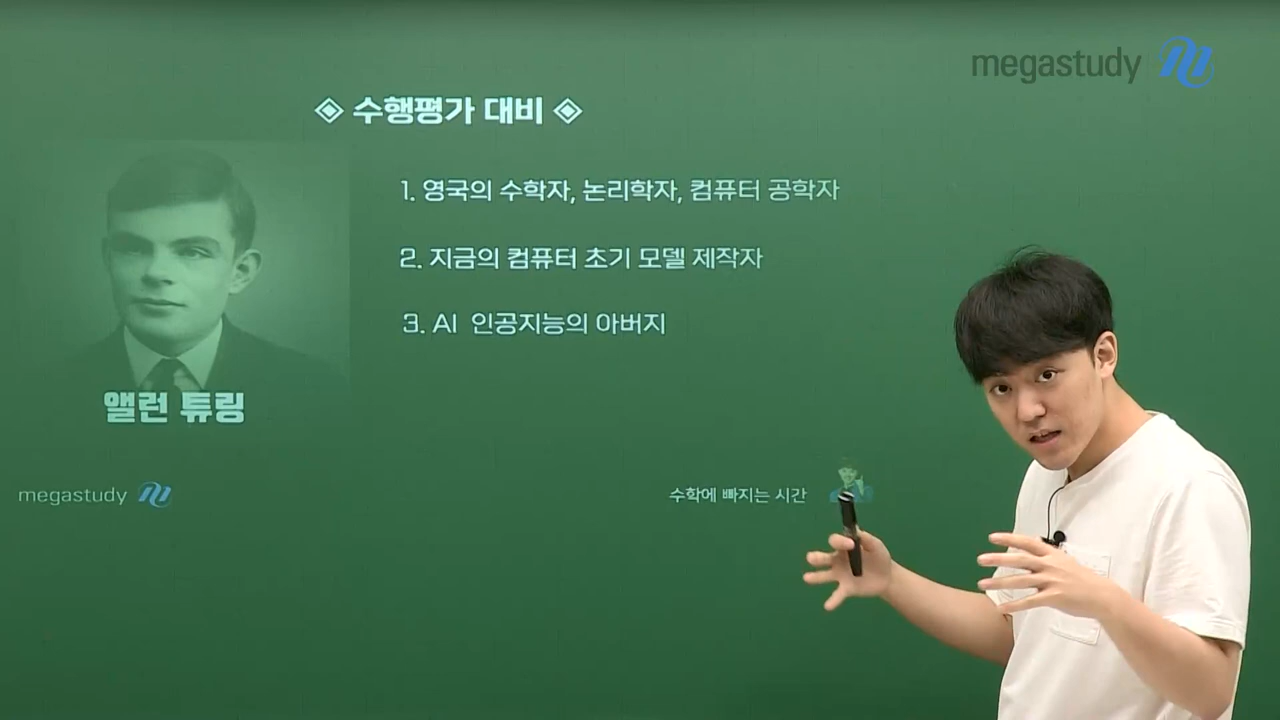 megastudy
◈ 수행평가 대비 ◈
1. 영국의 수학자, 논리학자, 컴퓨터 공학자
2. 지금의 컴퓨터 초기 모델 제작자
3. AI 인공지능의 아버지
앨런 튜링
megastudy
수학에 빠지는 시간